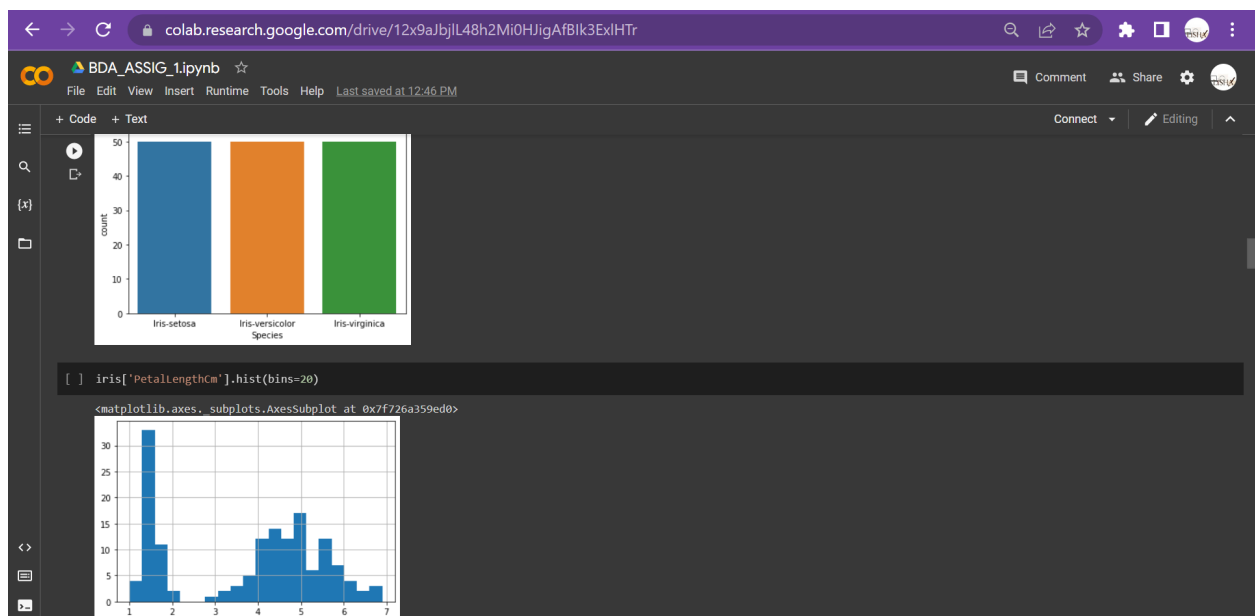 colab.research.google.com/drive/12x9aJbjlL48h2Mi0HJigAfBIk3ExIHTr
CO BDA_ASSIG_1.ipynb
File Edit View Insert Runtime Tools Help Last saved at 12:46 PM
Comment Share
+ Code + Text
Connect Editing
{x}
50
40
30
20
10
0
count
Iris-setosa Iris-versicolor Iris-virginica
Species
[ ] iris['PetalLengthCm'].hist(bins=20)
<matplotlib.axes._subplots.AxesSubplot at 0x7f726a359ed0>
30
25
20
15
10
5
0
1 2 3 4 5 6 7